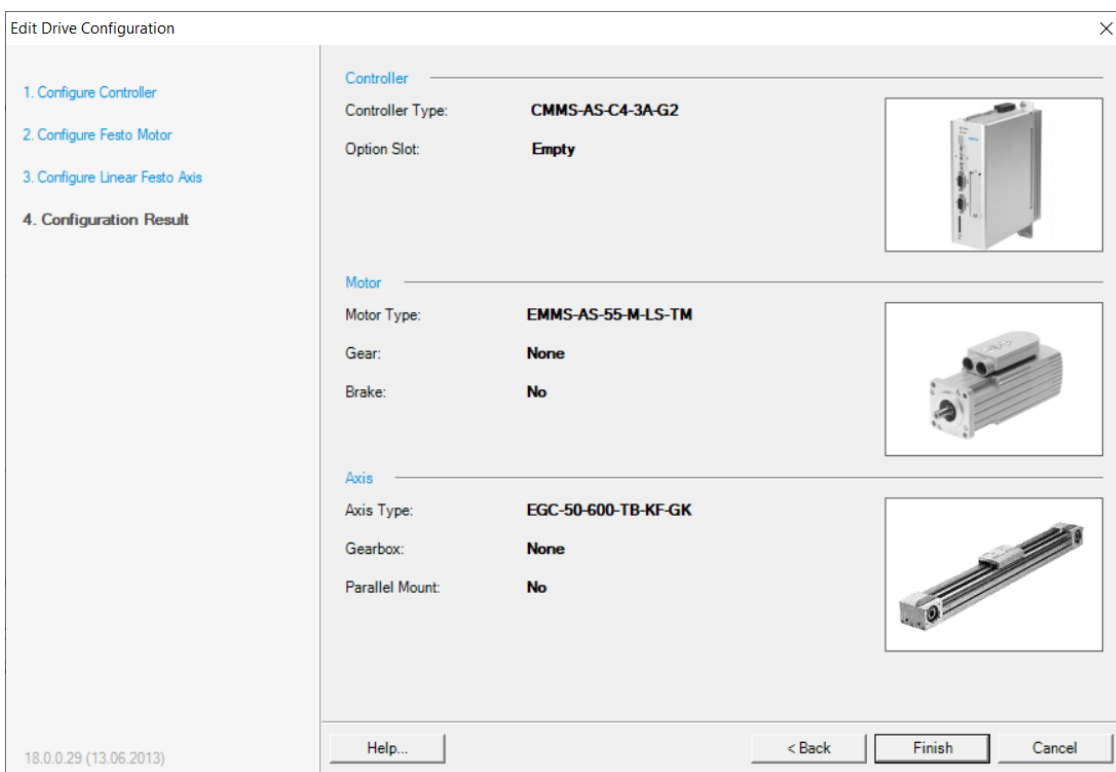 Edit Drive Configuration
1. Configure Controller
2. Configure Festo Motor
3. Configure Linear Festo Axis
4. Configuration Result
18.0.0.29 (13.06.2013)
Controller
Controller Type: CMMS-AS-C4-3A-G2
Option Slot: Empty
Motor
Motor Type: EMMS-AS-55-M-LS-TM
Gear: None
Brake: No
Axis
Axis Type: EGC-50-600-TB-KF-GK
Gearbox: None
Parallel Mount: No
Help... < Back Finish Cancel